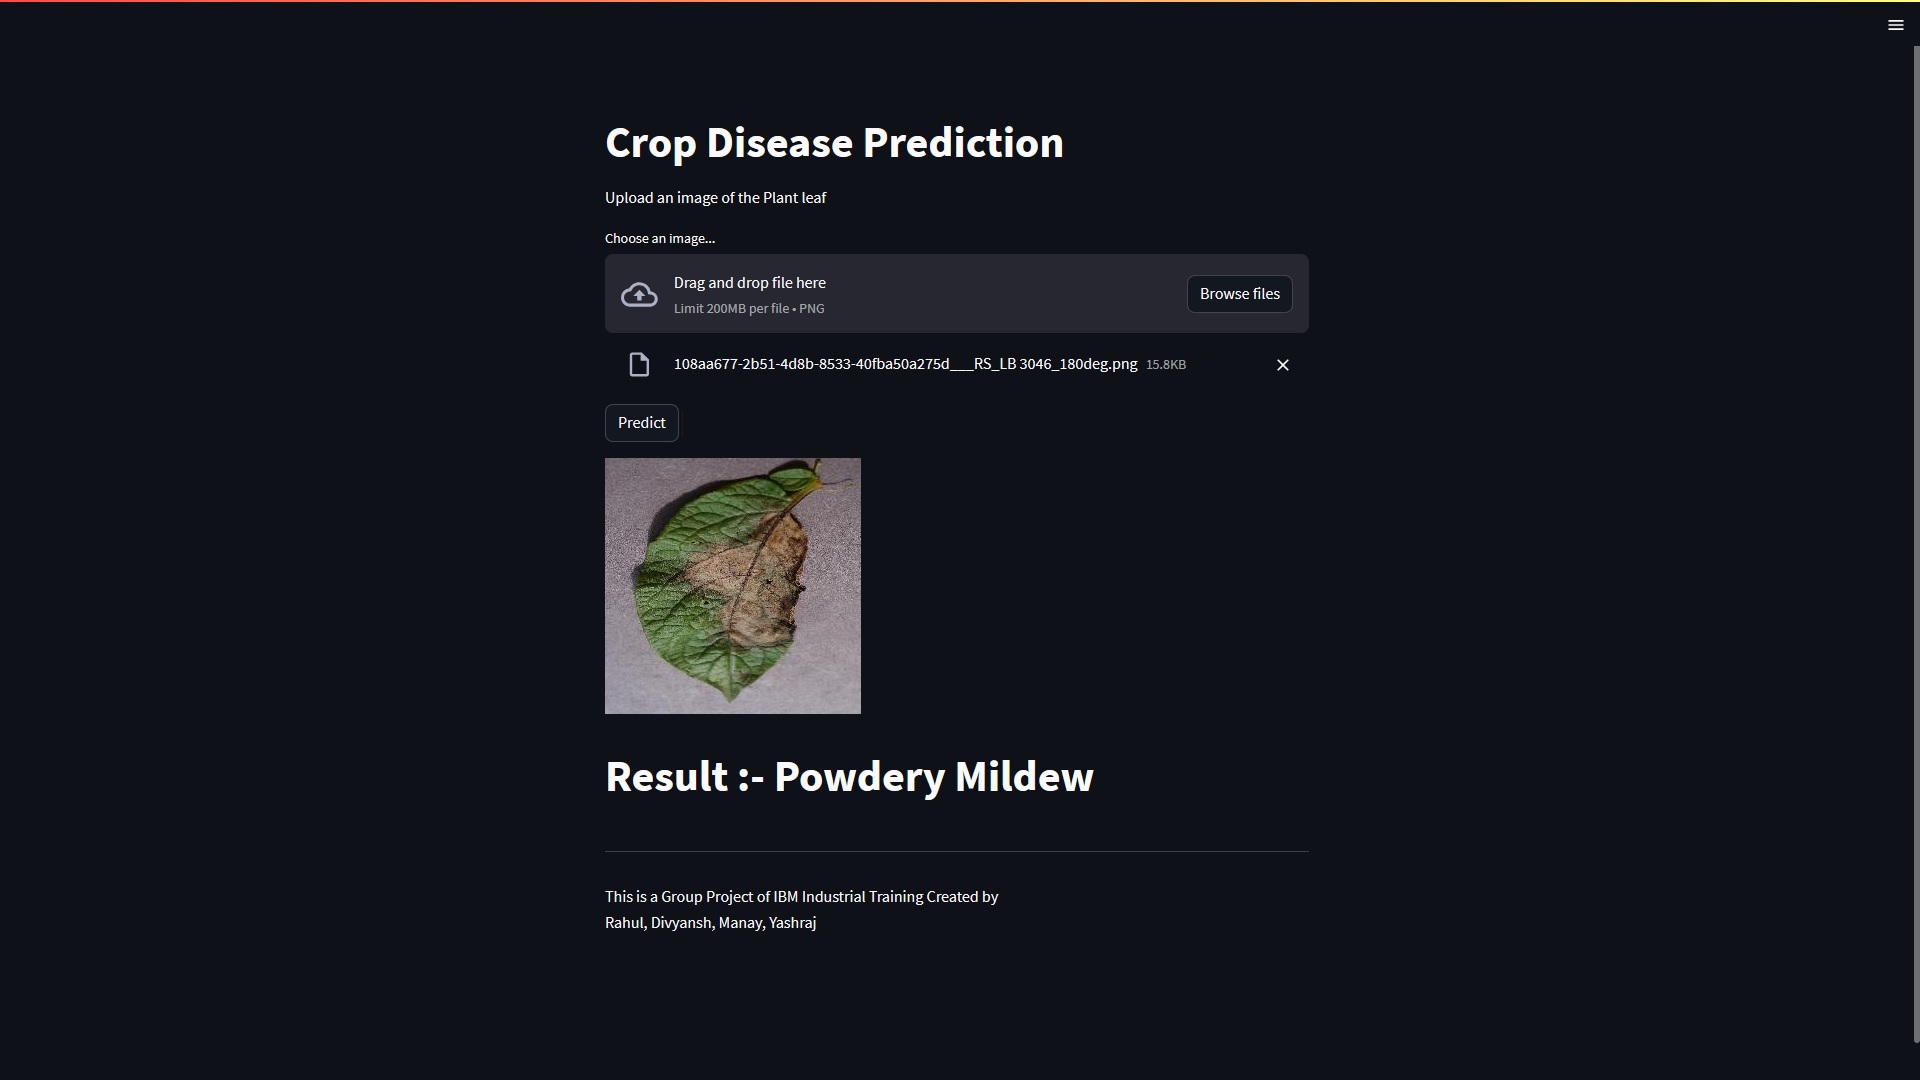 Crop Disease Prediction
Upload an image of the Plant leaf
Choose an image...
Drag and drop file here
Limit 200MB per file • PNG
Browse files
108aa677-2b51-4d8b-8533-40fba50a275d___RS_LB 3046_180deg.png 15.8KB
Predict
Result :- Powdery Mildew
This is a Group Project of IBM Industrial Training Created by
Rahul, Divyansh, Manay, Yashraj